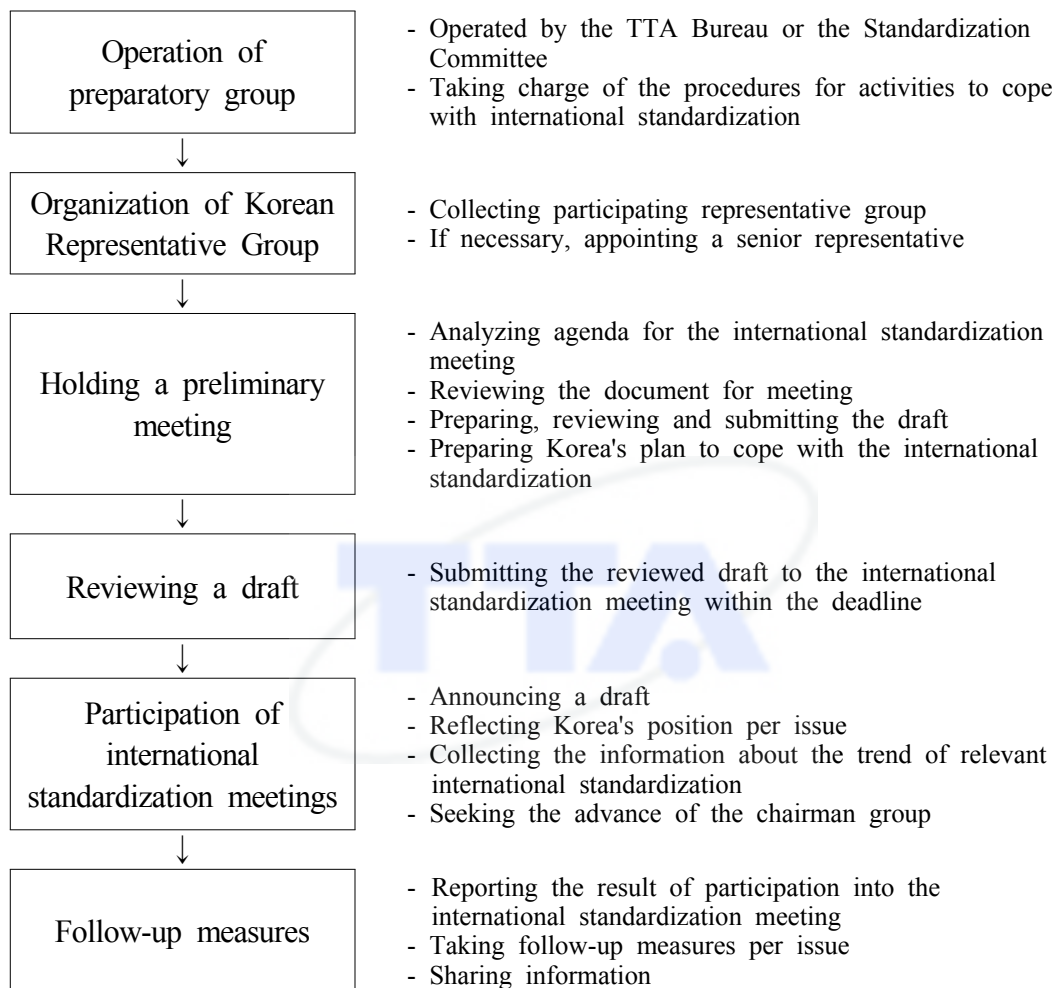 Operation of
preparatory group
- Operated by the TTA Bureau or the Standardization
Committee
- Taking charge of the procedures for activities to cope
with international standardization
↓
Organization of Korean
Representative Group
- Collecting participating representative group
- If necessary, appointing a senior representative
↓
Holding a preliminary
meeting
- Analyzing agenda for the international standardization
meeting
- Reviewing the document for meeting
- Preparing, reviewing and submitting the draft
- Preparing Korea's plan to cope with the international
standardization
↓
Reviewing a draft
- Submitting the reviewed draft to the international
standardization meeting within the deadline
TTA
↓
Participation of
international
standardization meetings
- Announcing a draft
- Reflecting Korea's position per issue
- Collecting the information about the trend of relevant
international standardization
- Seeking the advance of the chairman group
↓
Follow-up measures
- Reporting the result of participation into the
international standardization meeting
- Taking follow-up measures per issue
- Sharing information